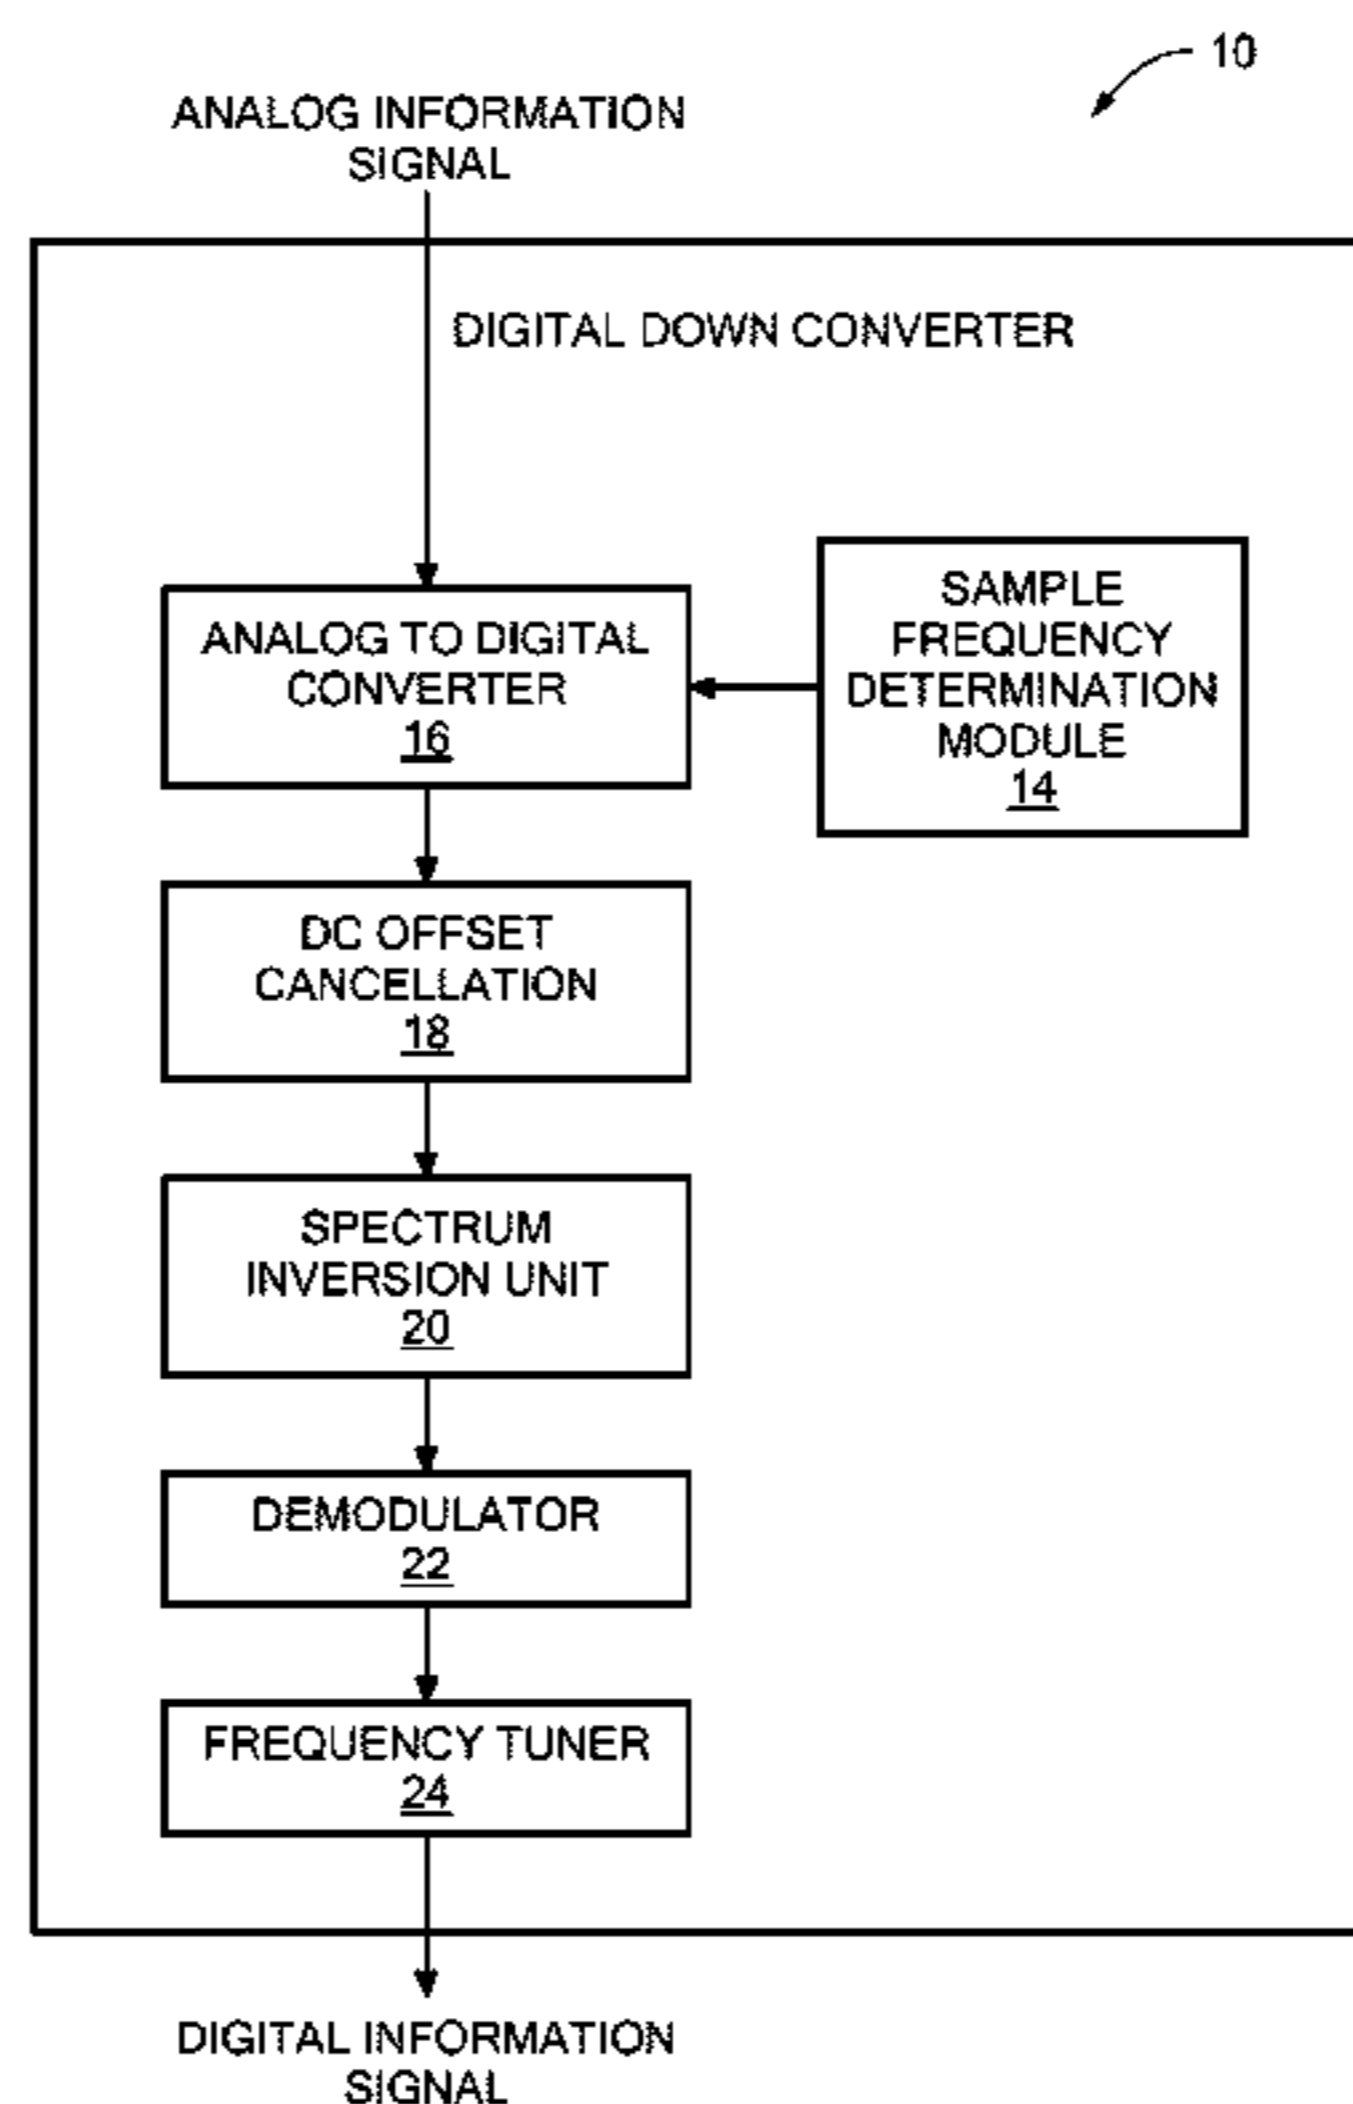 10
ANALOG INFORMATION
SIGNAL
DIGITAL DOWN CONVERTER
SAMPLE
FREQUENCY
DETERMINATION
MODULE
14
ANALOG TO DIGITAL
CONVERTER
16
DC OFFSET
CANCELLATION
18
SPECTRUM
INVERSION UNIT
20
DEMODULATOR
22
FREQUENCY TUNER
24
DIGITAL INFORMATION
SIGNAL